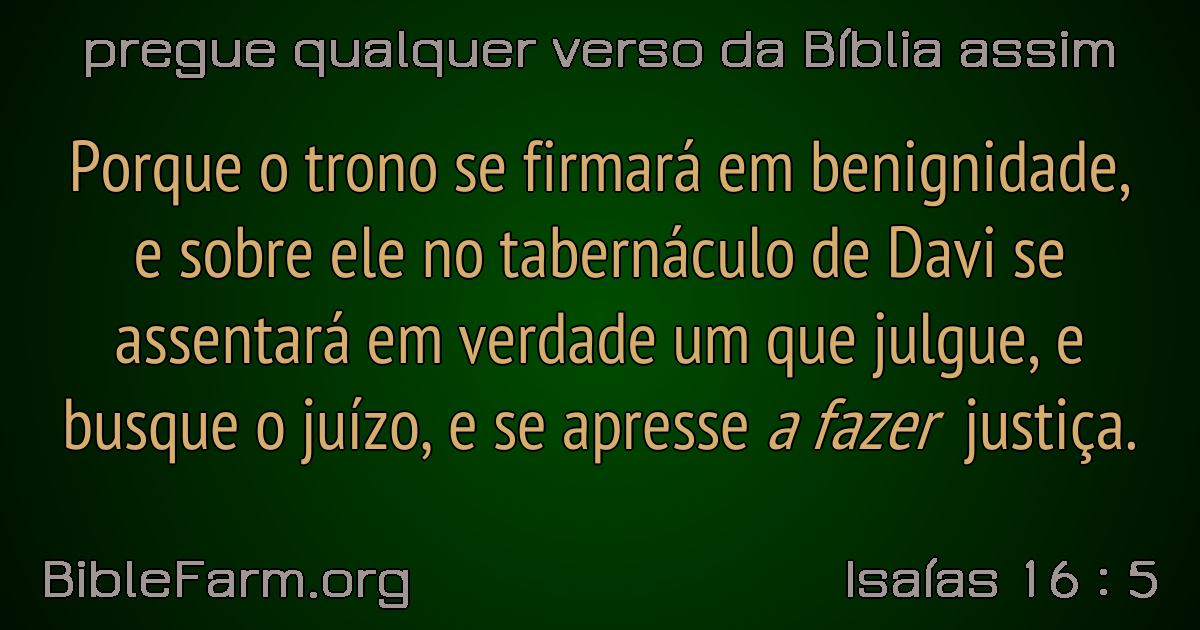 pregue qualquer verso da Bíblia assim
Porque o trono se firmará em benignidade,
e sobre ele no tabernáculo de Davi se
assentará em verdade um que julgue, e
busque o juízo, e se apresse a fazer justiça.
BibleFarm.org
Isaías 16 : 5